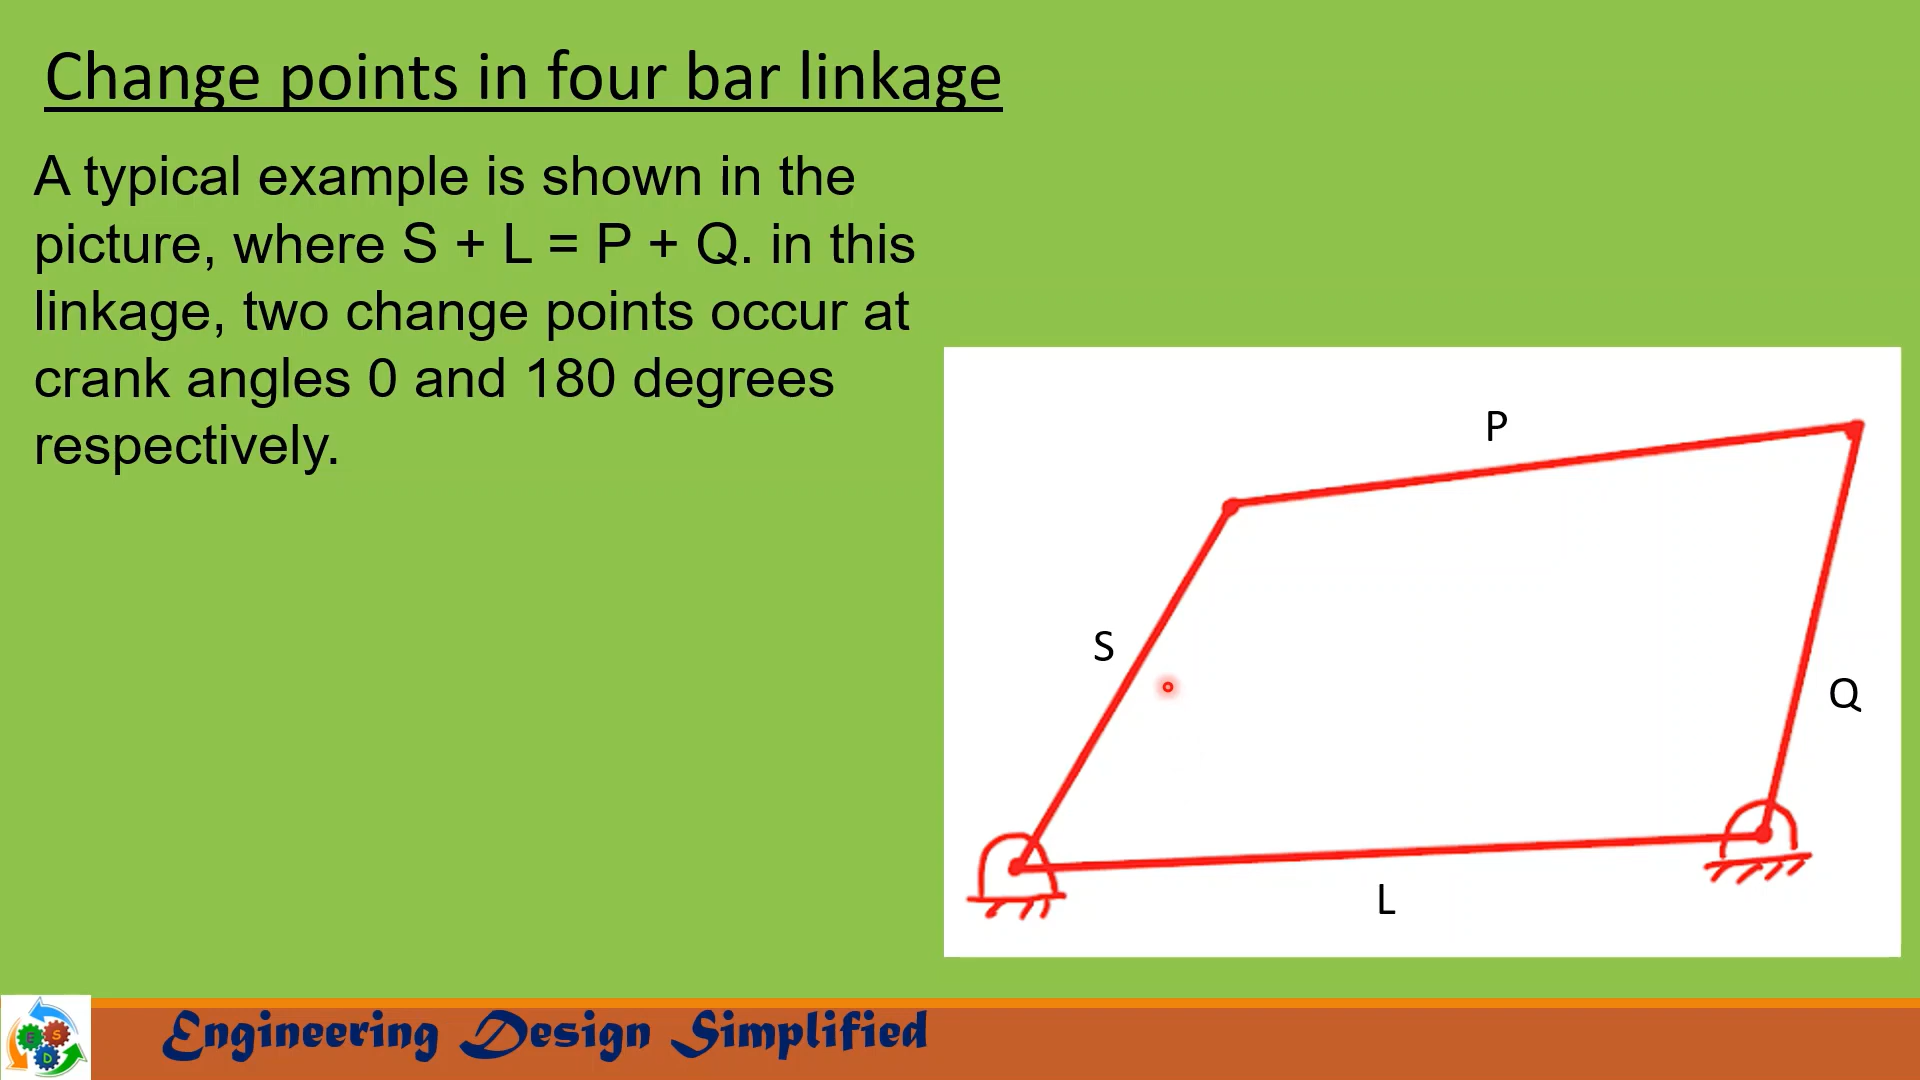 Change points in four bar linkage
A typical example is shown in the
picture, where S + L = P + Q. in this
linkage, two change points occur at
crank angles 0 and 180 degrees
respectively.
P
S
Q
L
E S
D
Engineering Design Simplified